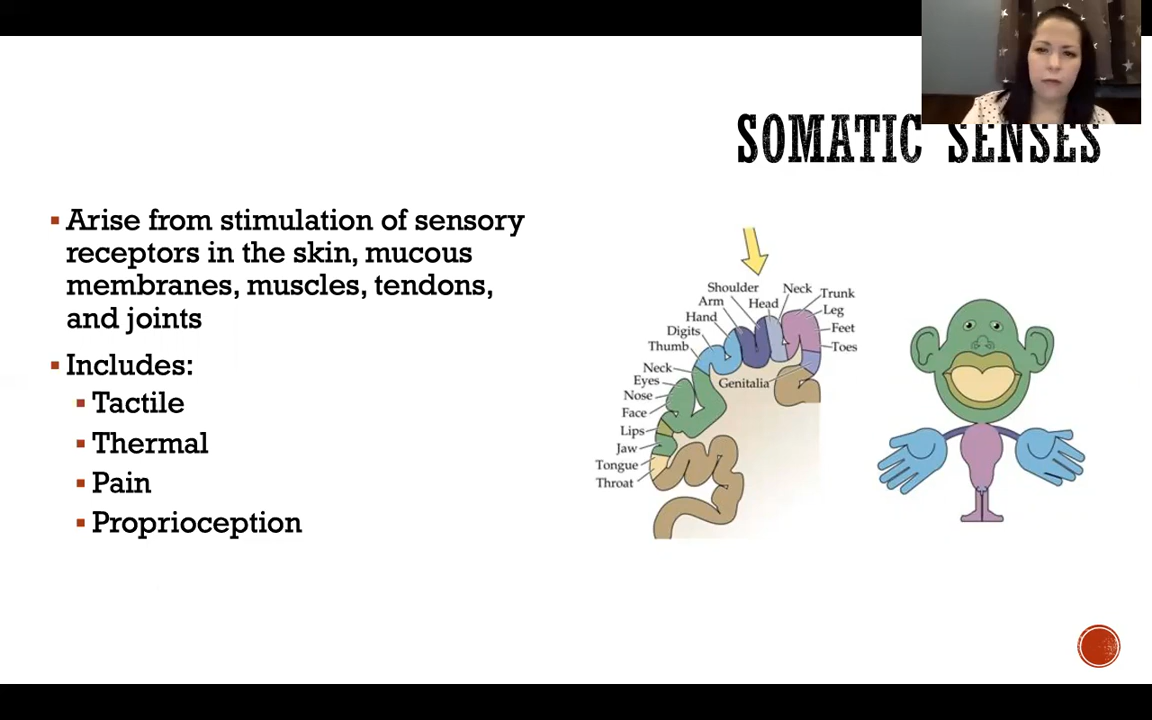 SOMATIC SENSES
Arise from stimulation of sensory
receptors in the skin, mucous
membranes, muscles, tendons,
and joints
Includes:
Tactile
Thermal
Pain
Proprioception
Shoulder
Neck
Trunk
Arm
Head
Leg
Hand
Feet
Digits
Toes
Thumb
Neck
Genitalia
Eyes
Nose
Face
Lips
Jaw
Tongue
Throat